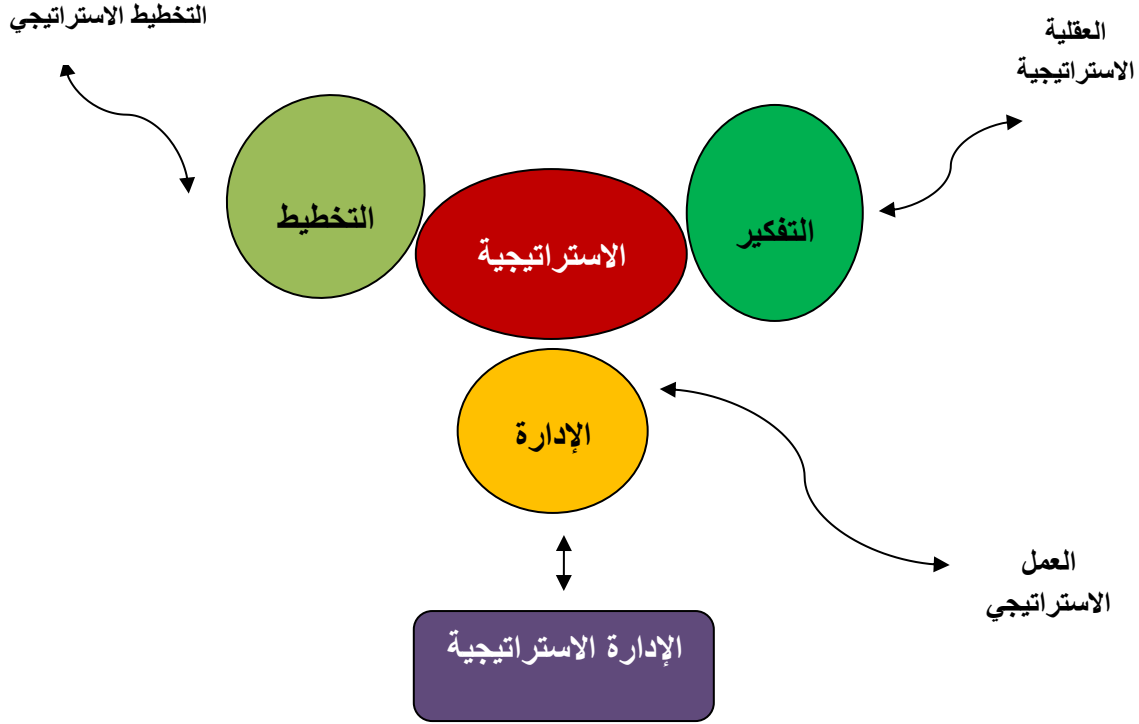 التخطيط الاستراتيجي
العقلية
الاستراتيجية
التفكير
التخطيط
الاستراتيجية
الإدارة
العمل
الاستراتيجي
الإدارة الاستراتيجية